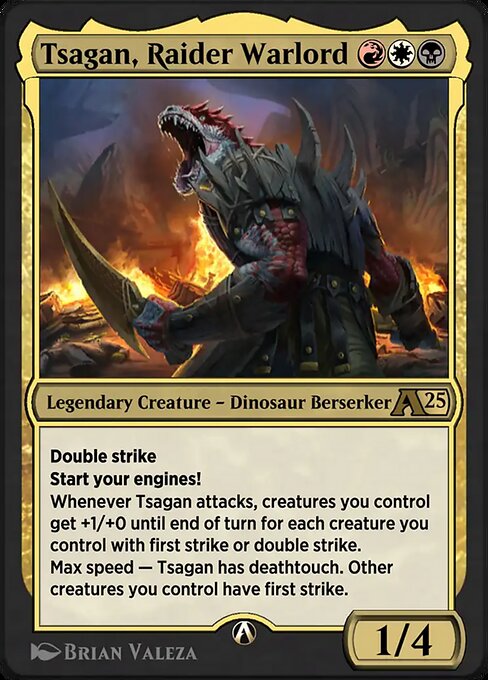 Tsagan, Raider Warlord
Legendary Creature – Dinosaur Berserker A25
Double strike
Start your engines!
Whenever Tsagan attacks, creatures you control
get +1/+0 until end of turn for each creature you
control with first strike or double strike.
Max speed — Tsagan has deathtouch. Other
creatures you control have first strike.
1/4
Brian Valeza